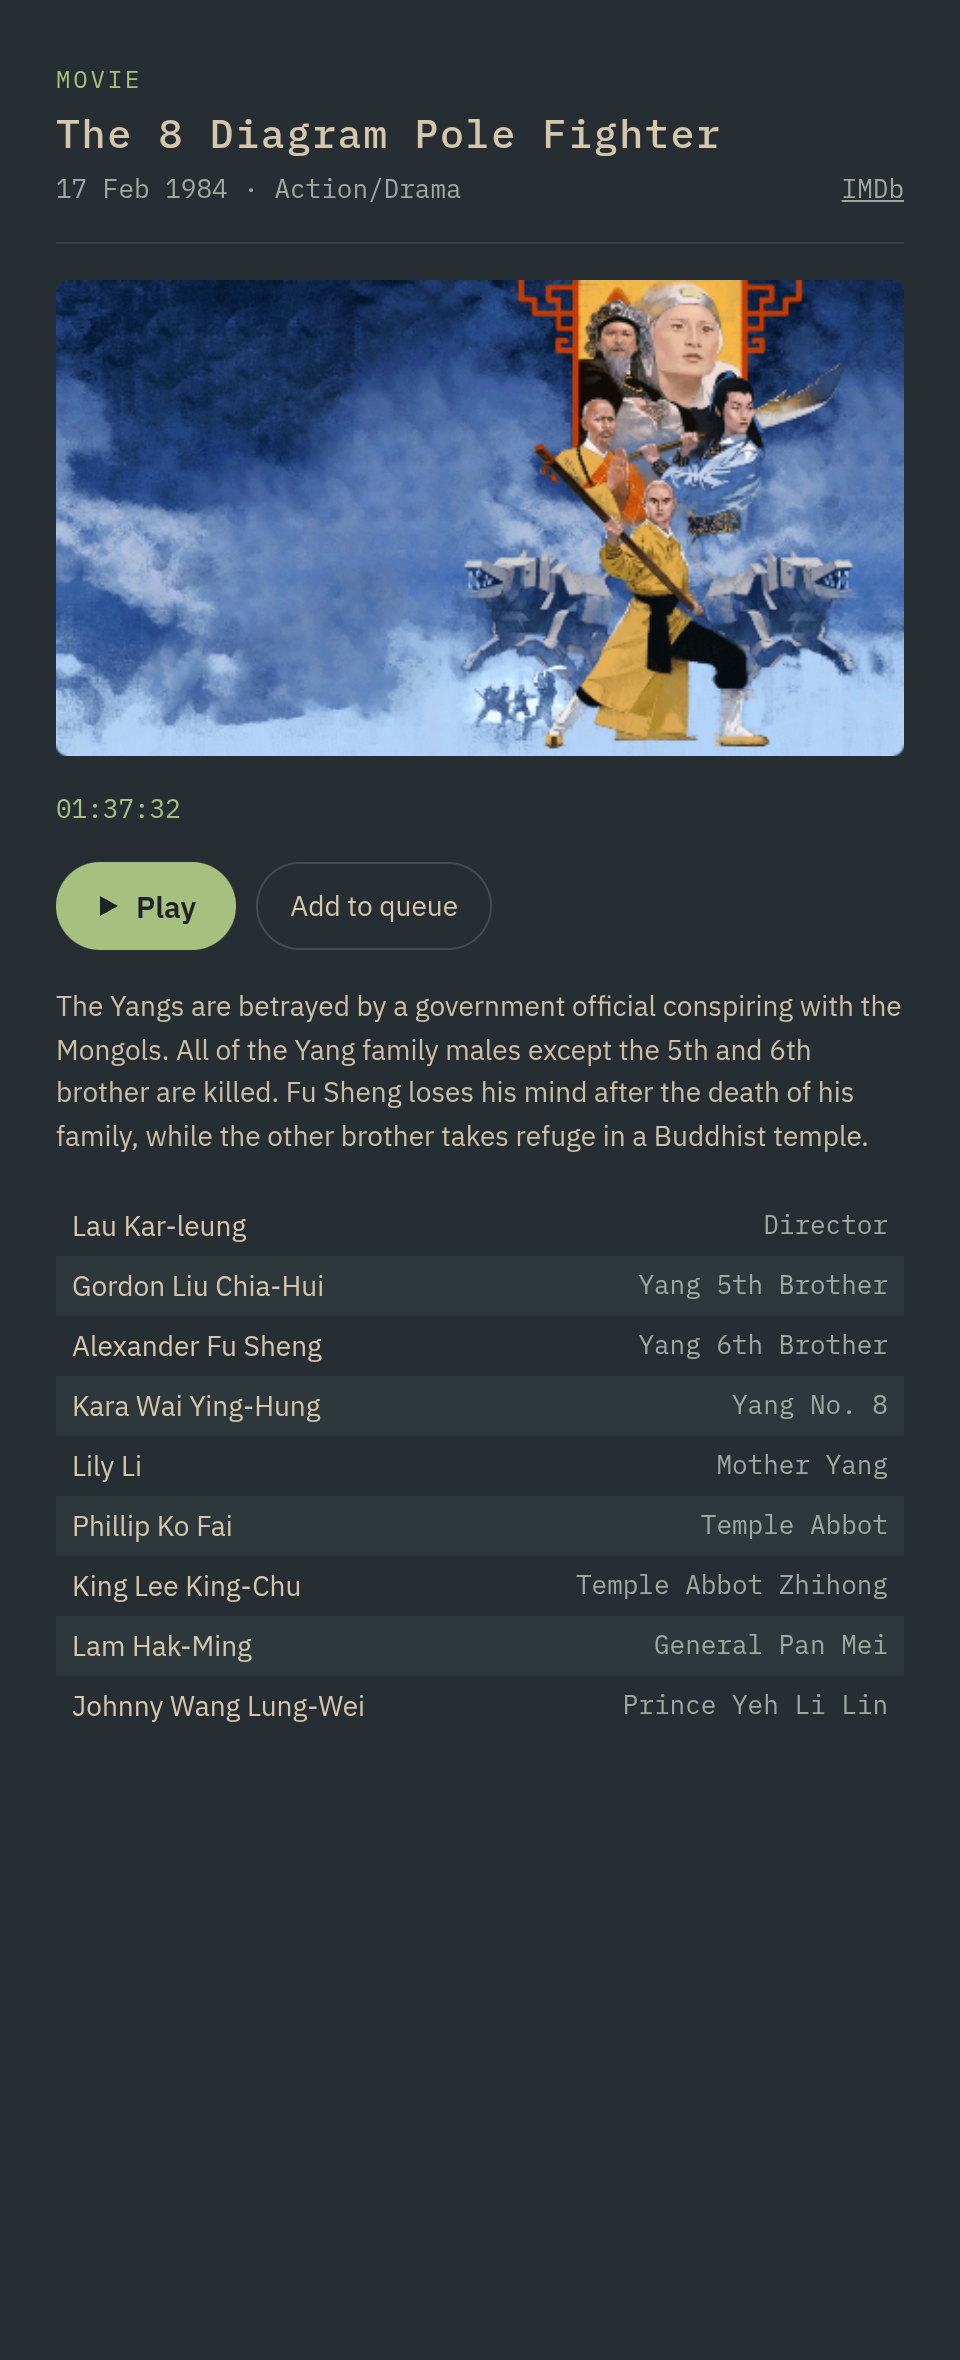 MOVIE
The 8 Diagram Pole Fighter
17 Feb 1984 · Action/Drama IMDb
01:37:32
Play Add to queue
The Yangs are betrayed by a government official conspiring with the
Mongols. All of the Yang family males except the 5th and 6th
brother are killed. Fu Sheng loses his mind after the death of his
family, while the other brother takes refuge in a Buddhist temple.
Lau Kar-leung Director
Gordon Liu Chia-Hui Yang 5th Brother
Alexander Fu Sheng Yang 6th Brother
Kara Wai Ying-Hung Yang No. 8
Lily Li Mother Yang
Phillip Ko Fai Temple Abbot
King Lee King-Chu Temple Abbot Zhihong
Lam Hak-Ming General Pan Mei
Johnny Wang Lung-Wei Prince Yeh Li Lin